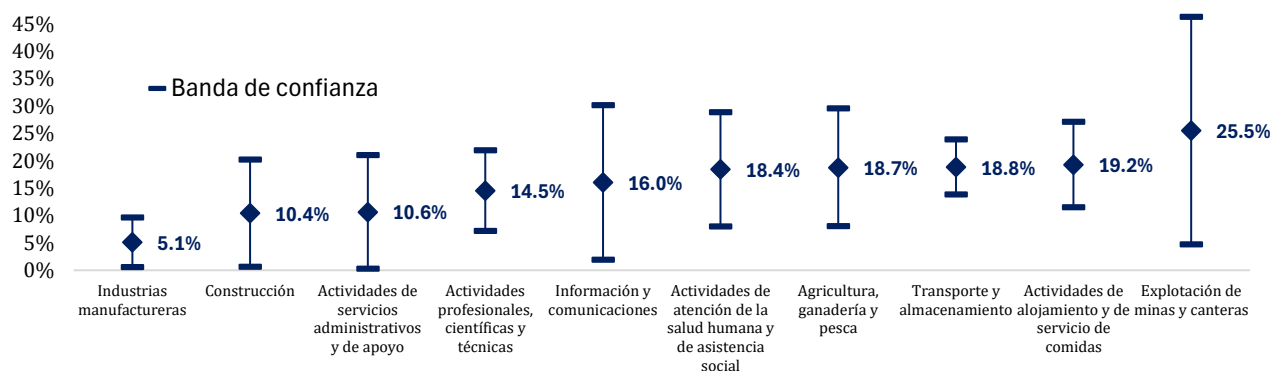 45%
40%
35%
30%
25%
20%
15%
10%
5%
0%
Banda de confianza
5.1%
10.4%
10.6%
14.5%
16.0%
18.4%
18.7%
18.8%
19.2%
25.5%
Industrias
manufactureras
Construcción
Actividades de
servicios
administrativos
y de apoyo
Actividades
profesionales,
científicas y
técnicas
Información y
comunicaciones
Actividades de
atención de la
salud humana y
de asistencia
social
Agricultura,
ganadería y
pesca
Transporte y
almacenamiento
Actividades de
alojamiento y de
servicio de
comidas
Explotación de
minas y canteras